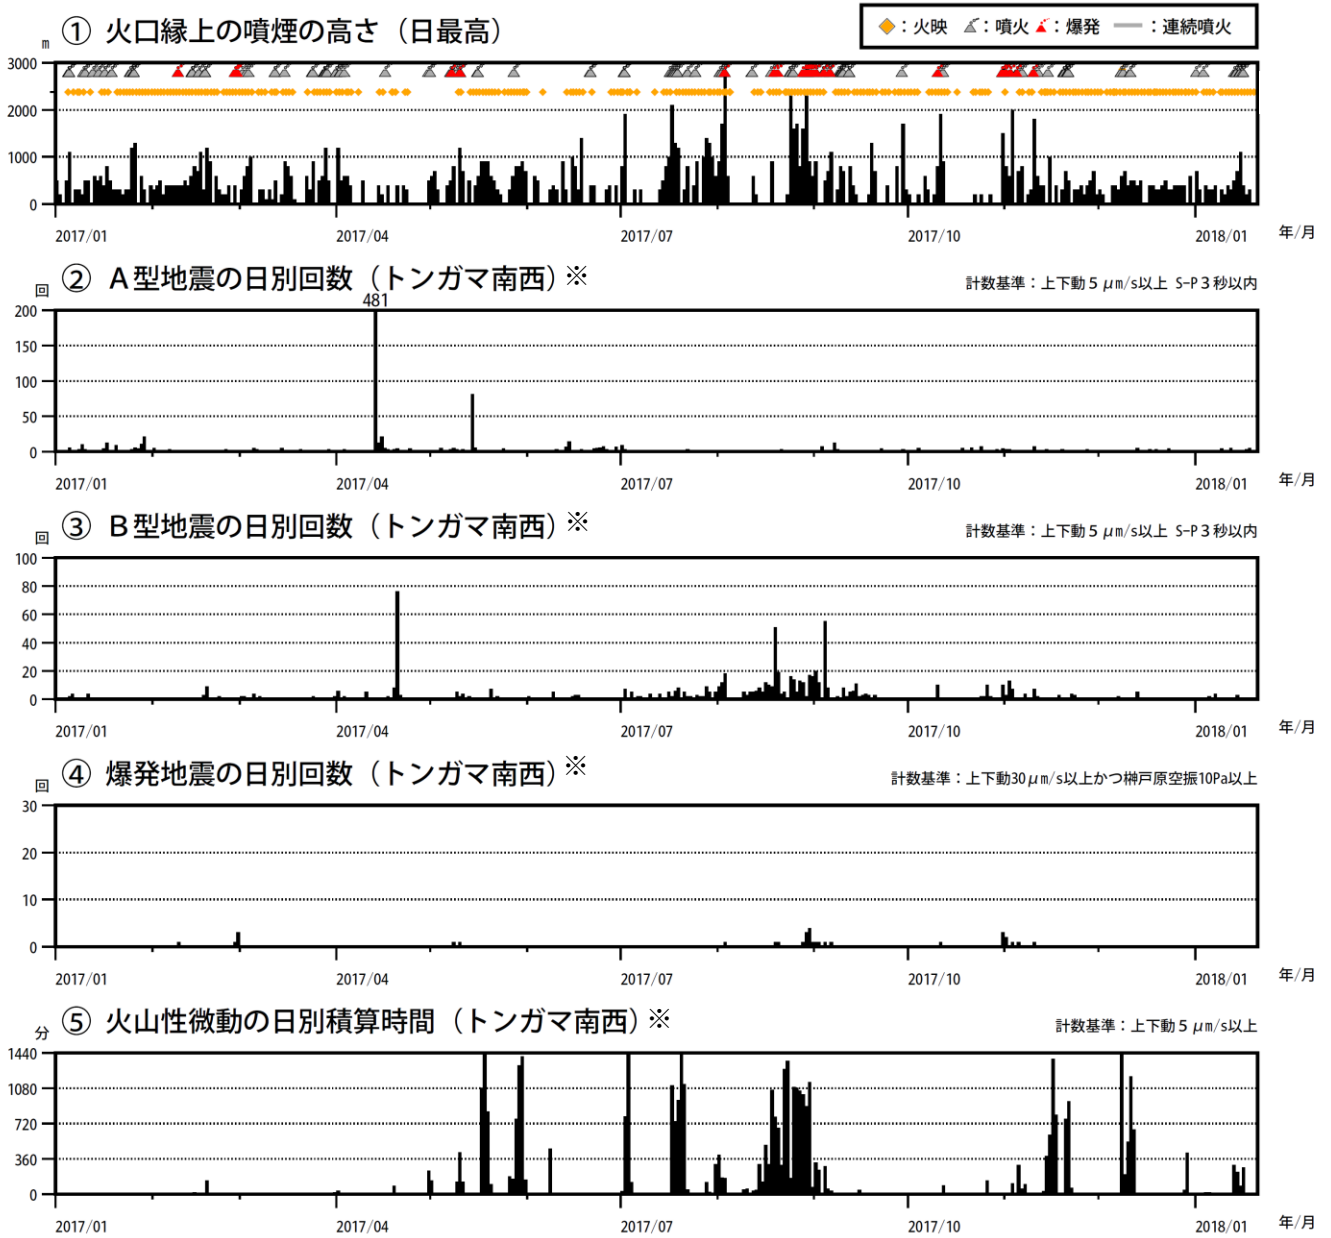 ① 火口縁上の噴煙の高さ（日最高）
◆：火映 ：噴火 ：爆発 ：連続噴火
m
3000
2000
1000
0
2017/01 2017/04 2017/07 2017/10 2018/01 年/月
② A型地震の日別回数（トンガマ南西）※
計数基準：上下動5μm/s以上 S-P3秒以内
回
481
200
150
100
50
0
2017/01 2017/04 2017/07 2017/10 2018/01 年/月
③ B型地震の日別回数（トンガマ南西）※
計数基準：上下動5μm/s以上 S-P3秒以内
回
100
80
60
40
20
0
2017/01 2017/04 2017/07 2017/10 2018/01 年/月
④ 爆発地震の日別回数（トンガマ南西）※
計数基準：上下動30μm/s以上かつ榊戸原空振10Pa以上
回
30
20
10
0
2017/01 2017/04 2017/07 2017/10 2018/01 年/月
⑤ 火山性微動の日別積算時間（トンガマ南西）※
計数基準：上下動5μm/s以上
分
1440
1080
720
360
0
2017/01 2017/04 2017/07 2017/10 2018/01 年/月